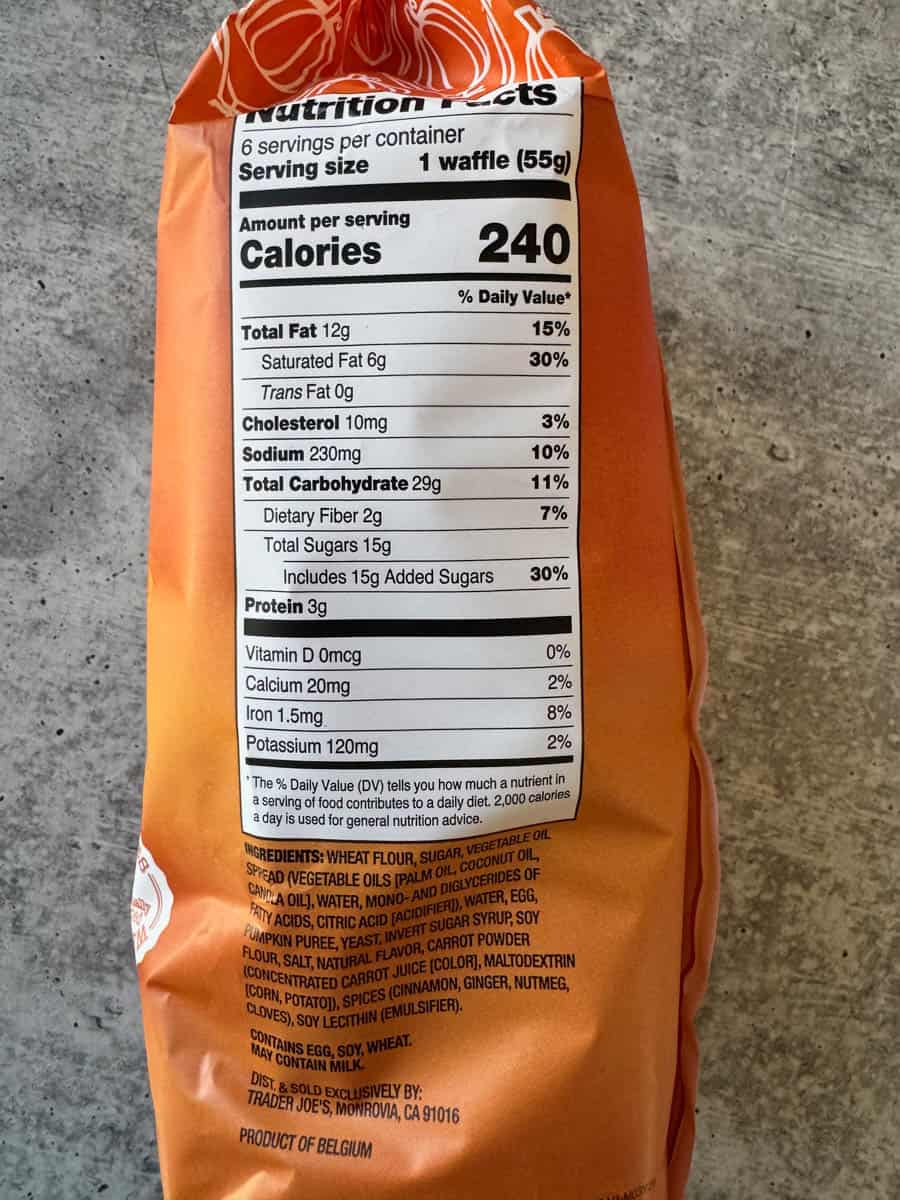 Nutrition Facts
6 servings per container
Serving size 1 waffle (55g)
Amount per serving
Calories 240
% Daily Value*
Total Fat 12g 15%
Saturated Fat 6g 30%
Trans Fat 0g
Cholesterol 10mg 3%
Sodium 230mg 10%
Total Carbohydrate 29g 11%
Dietary Fiber 2g 7%
Total Sugars 15g
Includes 15g Added Sugars 30%
Protein 3g
Vitamin D 0mcg 0%
Calcium 20mg 2%
Iron 1.5mg 8%
Potassium 120mg 2%
* The % Daily Value (DV) tells you how much a nutrient in
a serving of food contributes to a daily diet. 2,000 calories
a day is used for general nutrition advice.
INGREDIENTS: WHEAT FLOUR, SUGAR, VEGETABLE OIL
SPREAD (VEGETABLE OILS [PALM OIL, COCONUT OIL,
CANOLA OIL], WATER, MONO- AND DIGLYCERIDES OF
FATTY ACIDS, CITRIC ACID [ACIDIFIER]), WATER, EGG,
PUMPKIN PUREE, YEAST, INVERT SUGAR SYRUP, SOY
FLOUR, SALT, NATURAL FLAVOR, CARROT POWDER
(CONCENTRATED CARROT JUICE [COLOR], MALTODEXTRIN
[CORN, POTATO]), SPICES (CINNAMON, GINGER, NUTMEG,
CLOVES), SOY LECITHIN (EMULSIFIER).
CONTAINS EGG, SOY, WHEAT.
MAY CONTAIN MILK.
DIST. & SOLD EXCLUSIVELY BY:
TRADER JOE'S, MONROVIA, CA 91016
PRODUCT OF BELGIUM